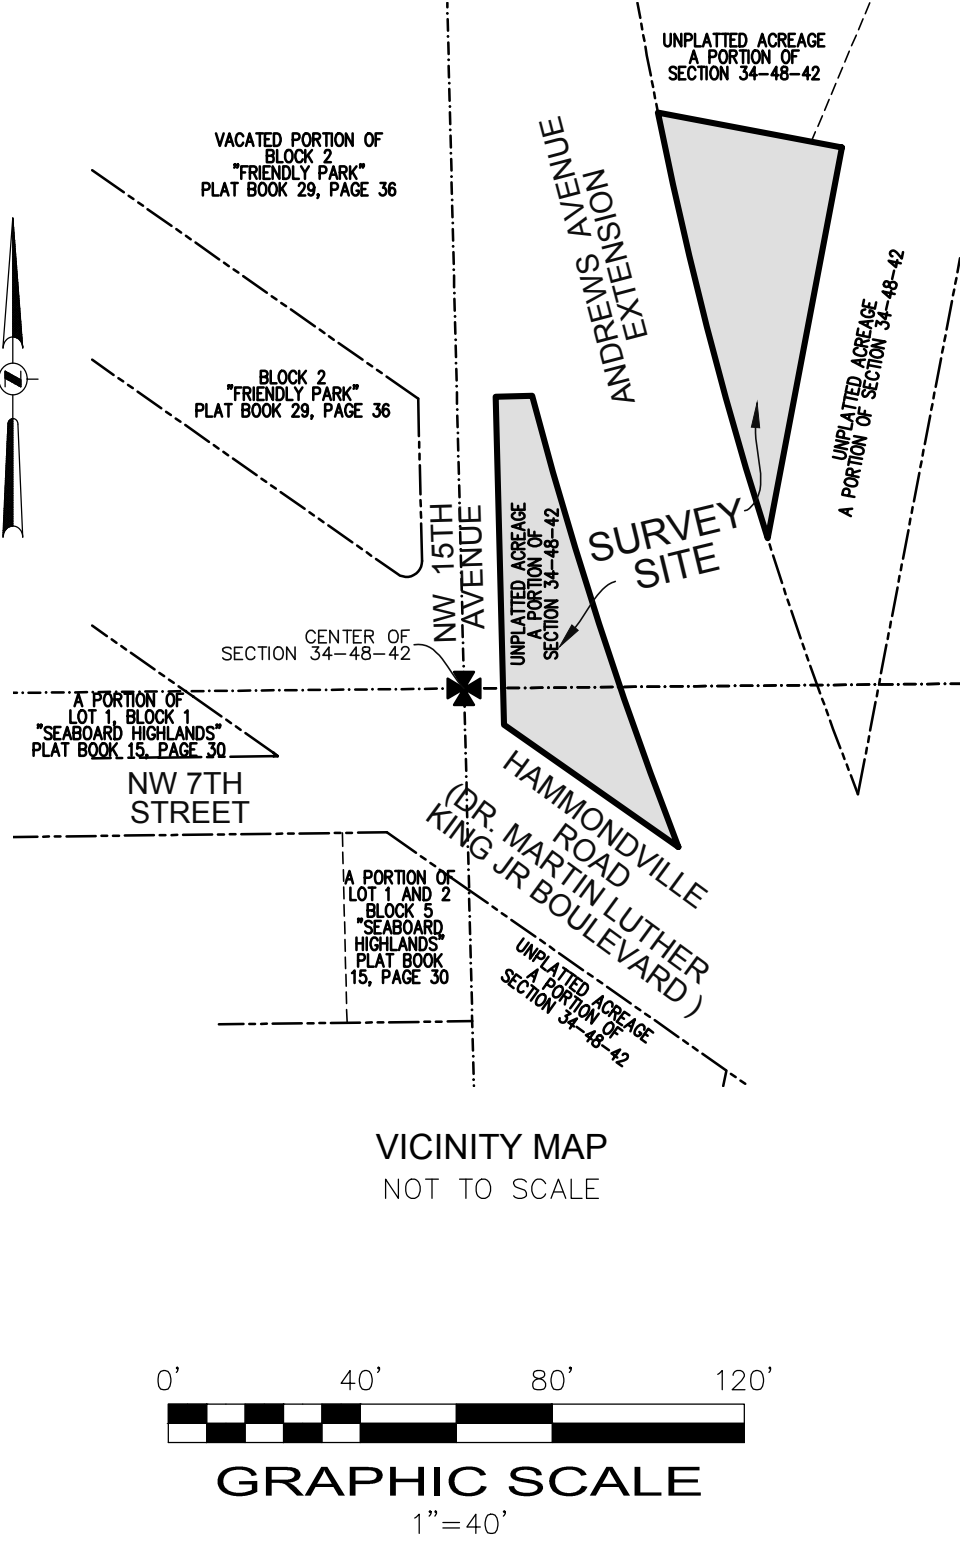 UNPLATTED ACREAGE
A PORTION OF
SECTION 34-48-42
VACATED PORTION OF
BLOCK 2
"FRIENDLY PARK"
PLAT BOOK 29, PAGE 36
ANDREWS AVENUE
EXTENSION
UNPLATTED ACREAGE
A PORTION OF SECTION 34-48-42
Z
BLOCK 2
"FRIENDLY PARK"
PLAT BOOK 29, PAGE 36
NW 15TH
AVENUE
UNPLATTED ACREAGE
A PORTION OF
SECTION 34-48-42
SURVEY
SITE
CENTER OF
SECTION 34-48-42
A PORTION OF
LOT 1, BLOCK 1
"SEABOARD HIGHLANDS"
PLAT BOOK 15, PAGE 30
NW 7TH
STREET
HAMMONDVILLE
ROAD
(DR. MARTIN LUTHER
KING JR BOULEVARD )
A PORTION OF
LOT 1 AND 2
BLOCK 5
"SEABOARD
HIGHLANDS"
PLAT BOOK
15, PAGE 30
UNPLATTED ACREAGE
A PORTION OF
SECTION 34-48-42
VICINITY MAP
NOT TO SCALE
0' 40' 80' 120'
GRAPHIC SCALE
1"=40'